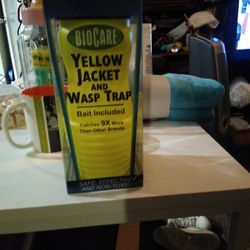 BIOCARE
YELLOW
JACKET
AND
WASP TRAP
Bait Included
Catches 9X More
Than Other Brands
SAFE, EFFECTIVE
AND NON-TOXIC